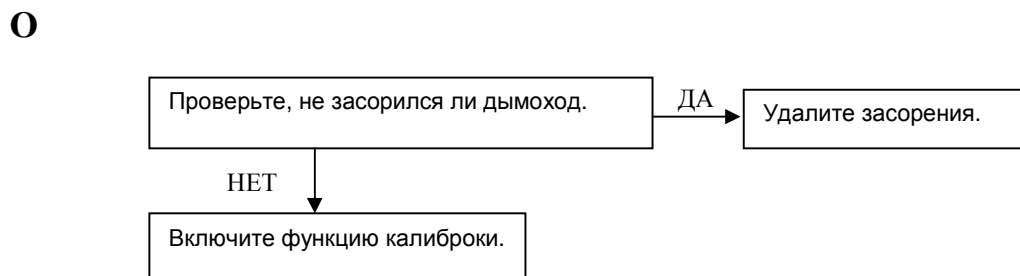 О
Проверьте, не засорился ли дымоход.
ДА
Удалите засорения.
НЕТ
Включите функцию калиброки.